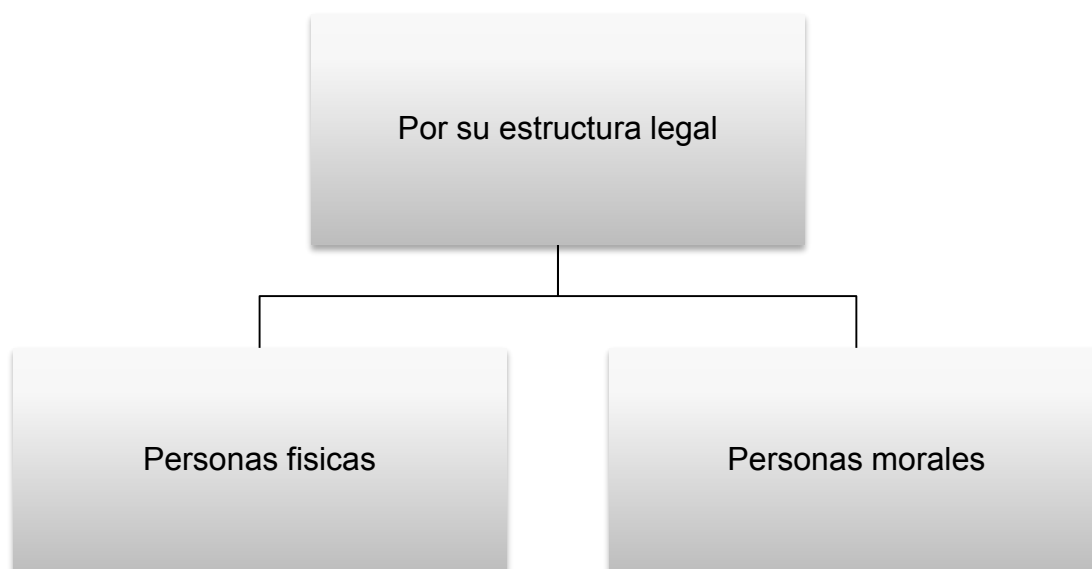 Por su estructura legal
Personas fisicas
Personas morales